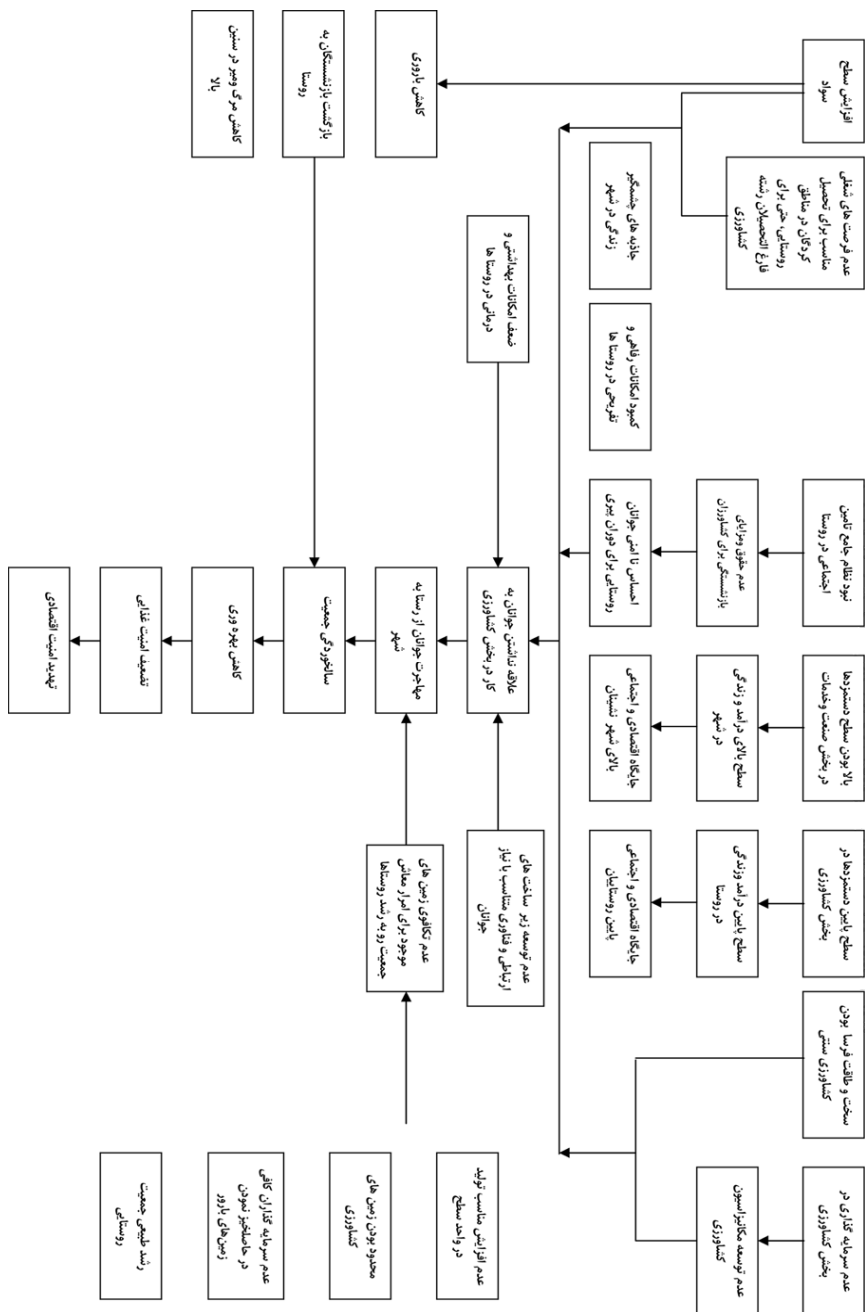 افزایش سطح
سواد
عدم فرصت های شغلی
مناسب برای تحصیل
کردگان در مناطق
روستایی، حتی برای
فارغ التحصیلان رشته
کشاورزی
نبود نظام جامع تامین
اجتماعی در روستا
بالا بودن سطح دستمزدها
در بخش صنعت وخدمات
سطح پایین دستمزدها در
بخش کشاورزی
سخت و طاقت فرسا بودن
کشاورزی سنتی
عدم سرمایه گذاری در
بخش کشاورزی
عدم حقوق ومزایای
بازنشستگی برای کشاورزان
سطح بالای درآمد و زندگی
در شهر
سطح پایین درآمد وزندگی
در روستا
عدم توسعه مکانیزاسیون
کشاورزی
جاذبه های چشمگیر
زندگی در شهر
کمبود امکانات رفاهی و
تفریحی در روستا ها
احساس نا امنی جوانان
روستایی برای دوران پیری
جایگاه اقتصادی و اجتماعی
بالای شهر نشینان
جایگاه اقتصادی و اجتماعی
پایین روستاییان
ضعف امکانات بهداشتی و
درمانی در روستا ها
علاقه نداشتن جوانان به
کار در بخش کشاورزی
عدم توسعه زیر ساخت های
ارتباطی و فناوری متناسب با نیاز
جوانان
عدم افزایش مناسب تولید
در واحد سطح
کاهش باروری
مهاجرت جوانان از رستا به
شهر
عدم تکافوی زمین های
موجود برای امرار معاش
جمعیت رو به رشد روستاها
محدود بودن زمین های
کشاورزی
بازگشت بازنشستگان به
روستا
سالخوردگی جمعیت
کاهش مرگ ومیر در سنین
بالا
کاهش بهره وری
عدم سرمایه گذاران کافی
در حاصلخیز نمودن
زمین‌های بارور
تضعیف امنیت غذایی
رشد طبیعی جمعیت
روستایی
تهدید امنیت اقتصادی